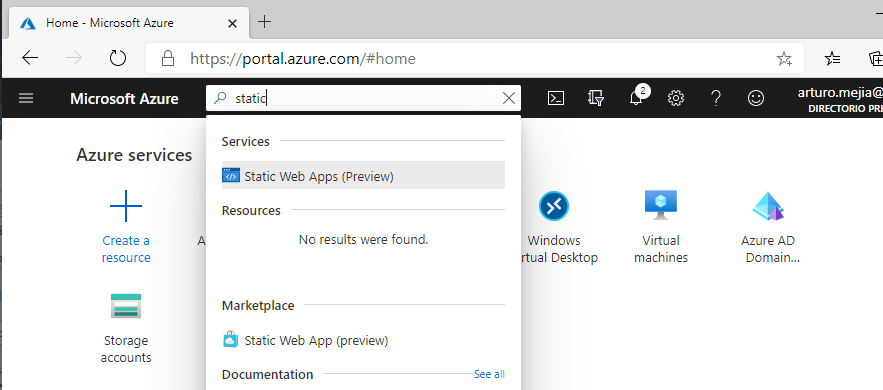 Home - Microsoft Azure
https://portal.azure.com/#home
Microsoft Azure
static
2
arturo.mejia@
DIRECTORIO PRE
Azure services
Services
Static Web Apps (Preview)
Resources
No results were found.
Create a
resource
A
Windows
rtual Desktop
Virtual
machines
Azure AD
Domain...
Marketplace
Static Web App (preview)
Storage
accounts
Documentation
See all